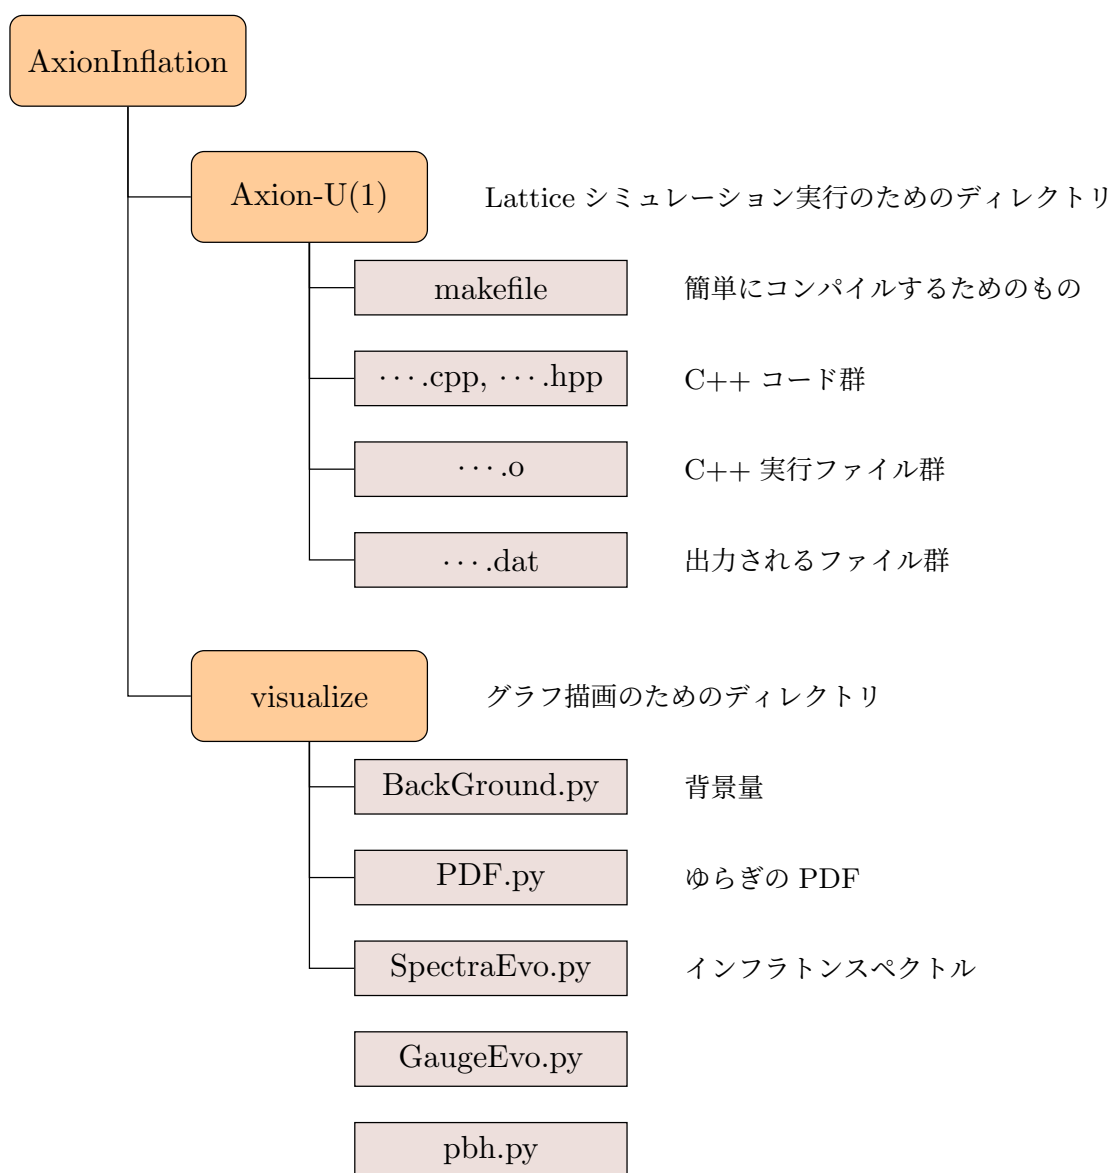 AxionInflation
Axion-U(1) Lattice シミュレーション実行のためのディレクトリ
makefile 簡単にコンパイルするためのもの
··· .cpp, ··· .hpp C++ コード群
··· .o C++ 実行ファイル群
··· .dat 出力されるファイル群
visualize グラフ描画のためのディレクトリ
BackGround.py 背景量
PDF.py ゆらぎの PDF
SpectraEvo.py インフラトンスペクトル
GaugeEvo.py
pbh.py